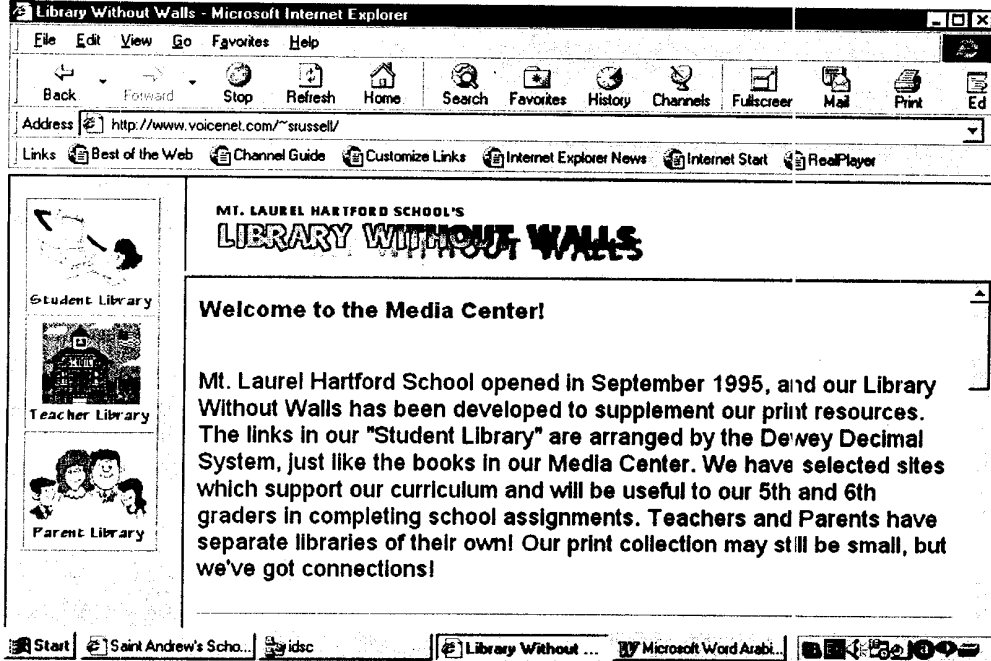 Library Without Walls - Microsoft Internet Explorer
File Edit View Go Favorites Help
Back Forward Stop Refresh Home Search Favorites History Channels Fullscreer Mail Print Ed
Address http://www.voicenet.com/~srussell/
Links Best of the Web Channel Guide Customize Links Internet Explorer News Internet Start RealPlayer
MT. LAUREL HARTFORD SCHOOL'S
LIBRARY WITHOUT WALLS
Student Library
Teacher Library
Parent Library
Welcome to the Media Center!
Mt. Laurel Hartford School opened in September 1995, and our Library
Without Walls has been developed to supplement our print resources.
The links in our "Student Library" are arranged by the Dewey Decimal
System, just like the books in our Media Center. We have selected sites
which support our curriculum and will be useful to our 5th and 6th
graders in completing school assignments. Teachers and Parents have
separate libraries of their own! Our print collection may still be small, but
we've got connections!
Start Saint Andrew's Scho... idsc Library Without ... Microsoft Word Arabi...